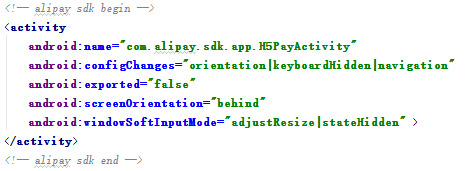 <!-- alipay sdk begin -->
<activity
android:name="com.alipay.sdk.app.H5PayActivity"
android:configChanges="orientation|keyboardHidden|navigation"
android:exported="false"
android:screenOrientation="behind"
android:windowSoftInputMode="adjustResize|stateHidden" >
</activity>
<!-- alipay sdk end -->